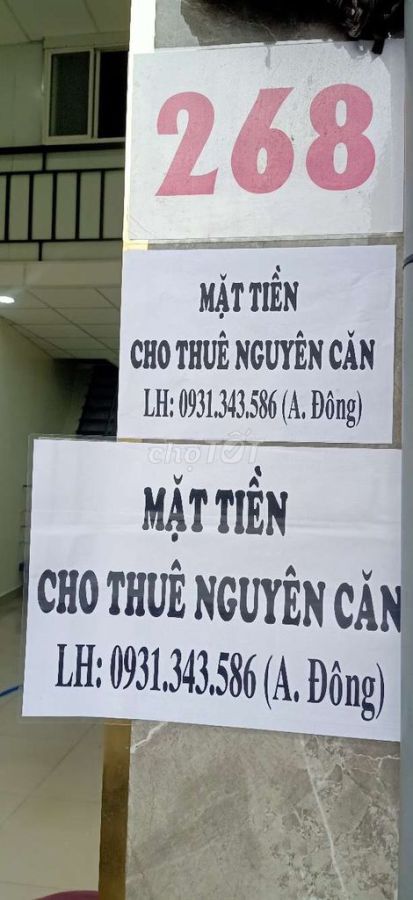 268
MẶT TIỀN
CHO THUÊ NGUYÊN CĂN
LH: 0931.343.586 (A. Đông)
chợTỐT
MẶT TIỀN
CHO THUÊ NGUYÊN CĂN
LH: 0931.343.586 (A. Đông)